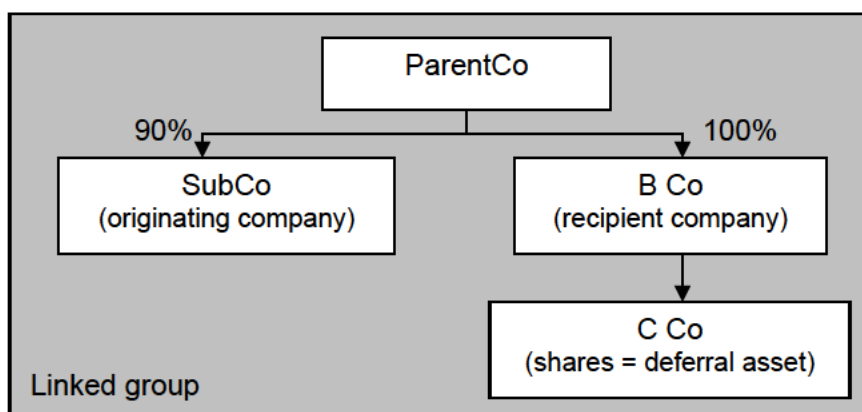 ParentCo
90%
100%
SubCo
(originating company)
B Co
(recipient company)
C Co
(shares = deferral asset)
Linked group